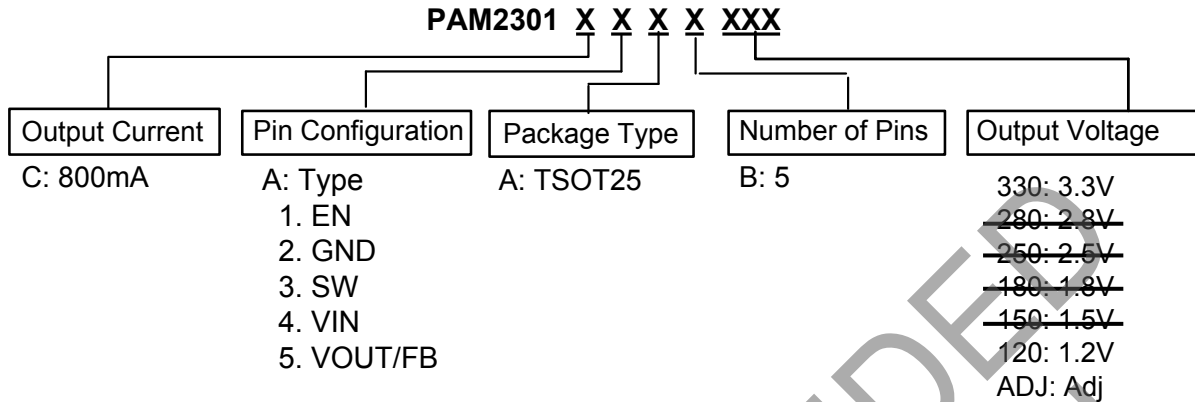 PAM2301 X X X X XXX
Output Current
Pin Configuration
Package Type
Number of Pins
Output Voltage
C: 800mA
A: Type
1. EN
2. GND
3. SW
4. VIN
5. VOUT/FB
A: TSOT25
B: 5
330: 3.3V
280: 2.8V
250: 2.5V
180: 1.8V
150: 1.5V
120: 1.2V
ADJ: Adj
DED